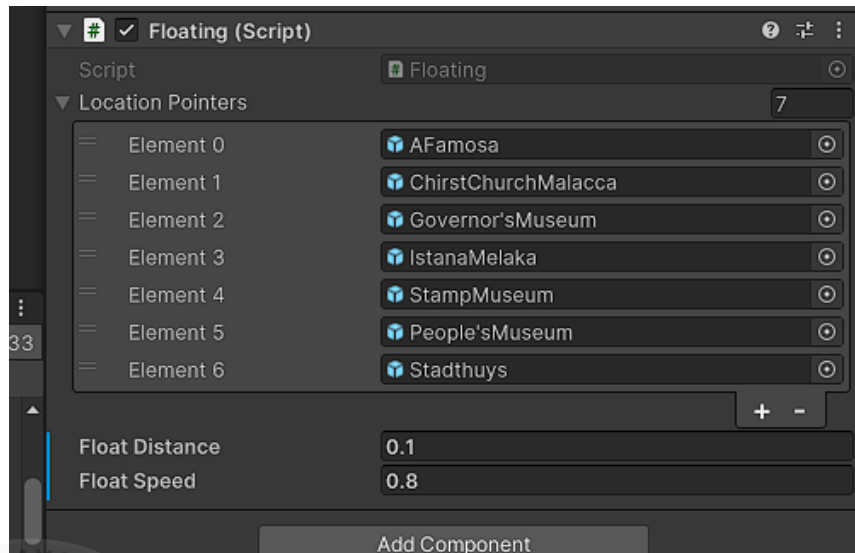 Floating (Script)
Script Floating
Location Pointers 7
Element 0 AFamosa
Element 1 ChirstChurchMalacca
Element 2 Governor'sMuseum
Element 3 IstanaMelaka
Element 4 StampMuseum
Element 5 People'sMuseum
Element 6 Stadthuys
33
+ -
Float Distance 0.1
Float Speed 0.8
Add Component